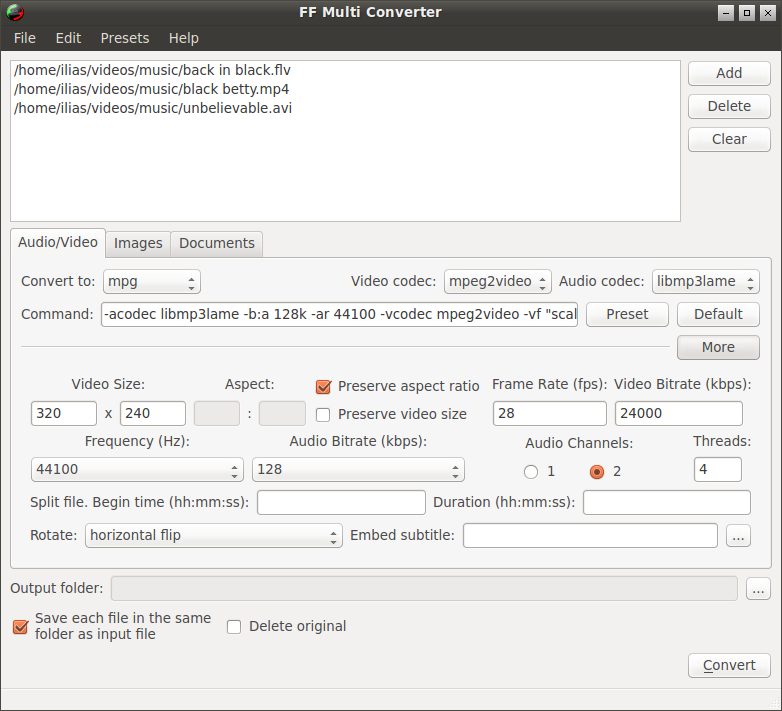 FF Multi Converter
File Edit Presets Help
/home/ilias/videos/music/back in black.flv
/home/ilias/videos/music/black betty.mp4
/home/ilias/videos/music/unbelievable.avi
Add
Delete
Clear
Audio/Video Images Documents
Convert to: mpg Video codec: mpeg2video Audio codec: libmp3lame
Command: -acodec libmp3lame -b:a 128k -ar 44100 -vcodec mpeg2video -vf "scal Preset Default
More
Video Size: Aspect: Preserve aspect ratio Frame Rate (fps): Video Bitrate (kbps):
320 x 240 : Preserve video size 28 24000
Frequency (Hz): Audio Bitrate (kbps): Audio Channels: Threads:
44100 128 1 2 4
Split file. Begin time (hh:mm:ss): Duration (hh:mm:ss):
Rotate: horizontal flip Embed subtitle: ...
Output folder: ...
Save each file in the same
folder as input file
Delete original
Convert